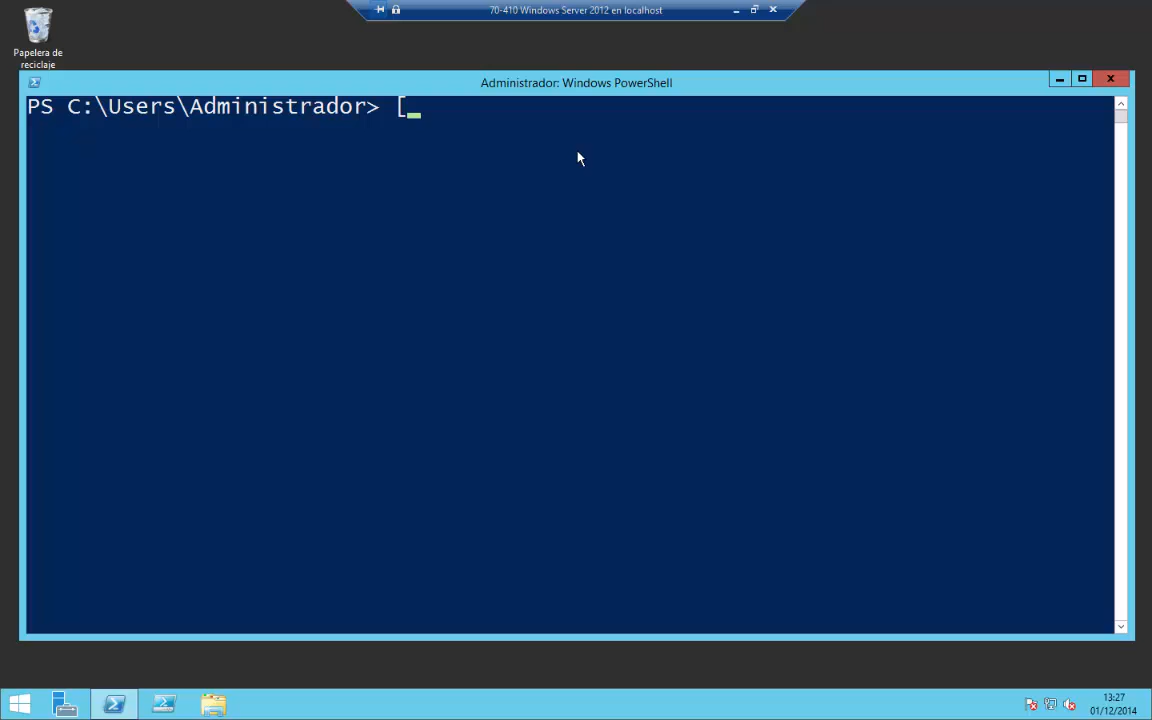 70-410 Windows Server 2012 en localhost
Papelera de
reciclaje
Administrador: Windows PowerShell
PS C:\Users\Administrador> [_
13:27
01/12/2014